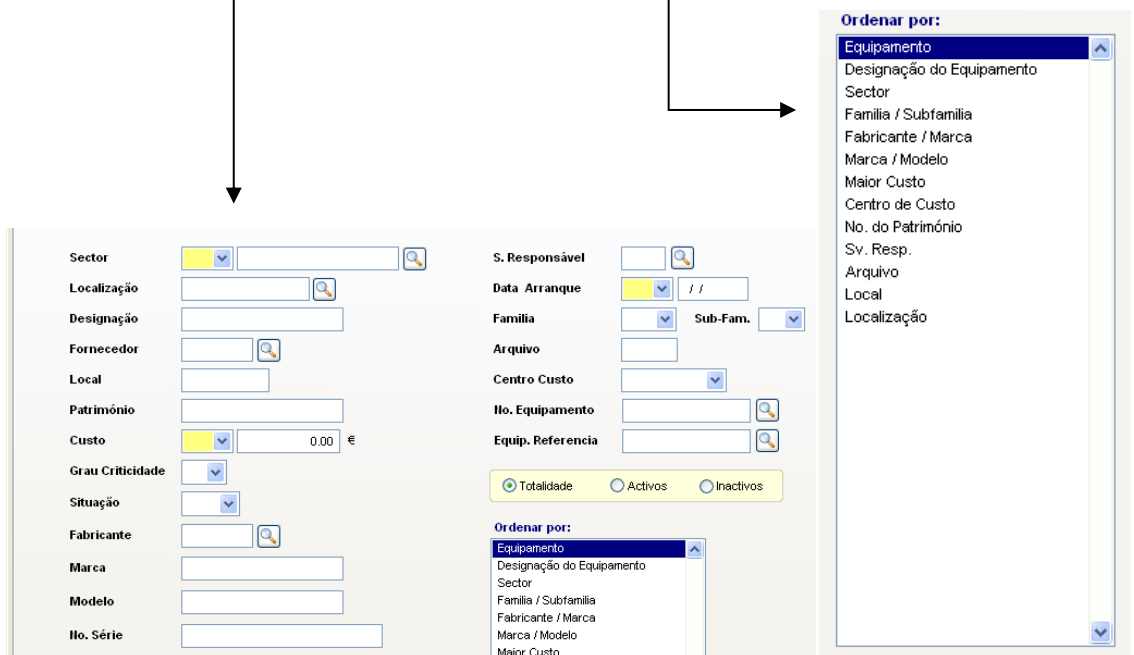 Sector
Localização
Designação
Fornecedor
Local
Património
Custo 0.00 €
Grau Criticidade
Situação
Fabricante
Marca
Modelo
No. Série
S. Responsável
Data Arranque / /
Familia Sub-Fam.
Arquivo
Centro Custo
No. Equipamento
Equip. Referencia
Totalidade Activos Inactivos
Ordenar por:
Equipamento
Designação do Equipamento
Sector
Familia / Subfamilia
Fabricante / Marca
Marca / Modelo
Maior Custo
Ordenar por:
Equipamento
Designação do Equipamento
Sector
Familia / Subfamilia
Fabricante / Marca
Marca / Modelo
Maior Custo
Centro de Custo
No. do Património
Sv. Resp.
Arquivo
Local
Localização